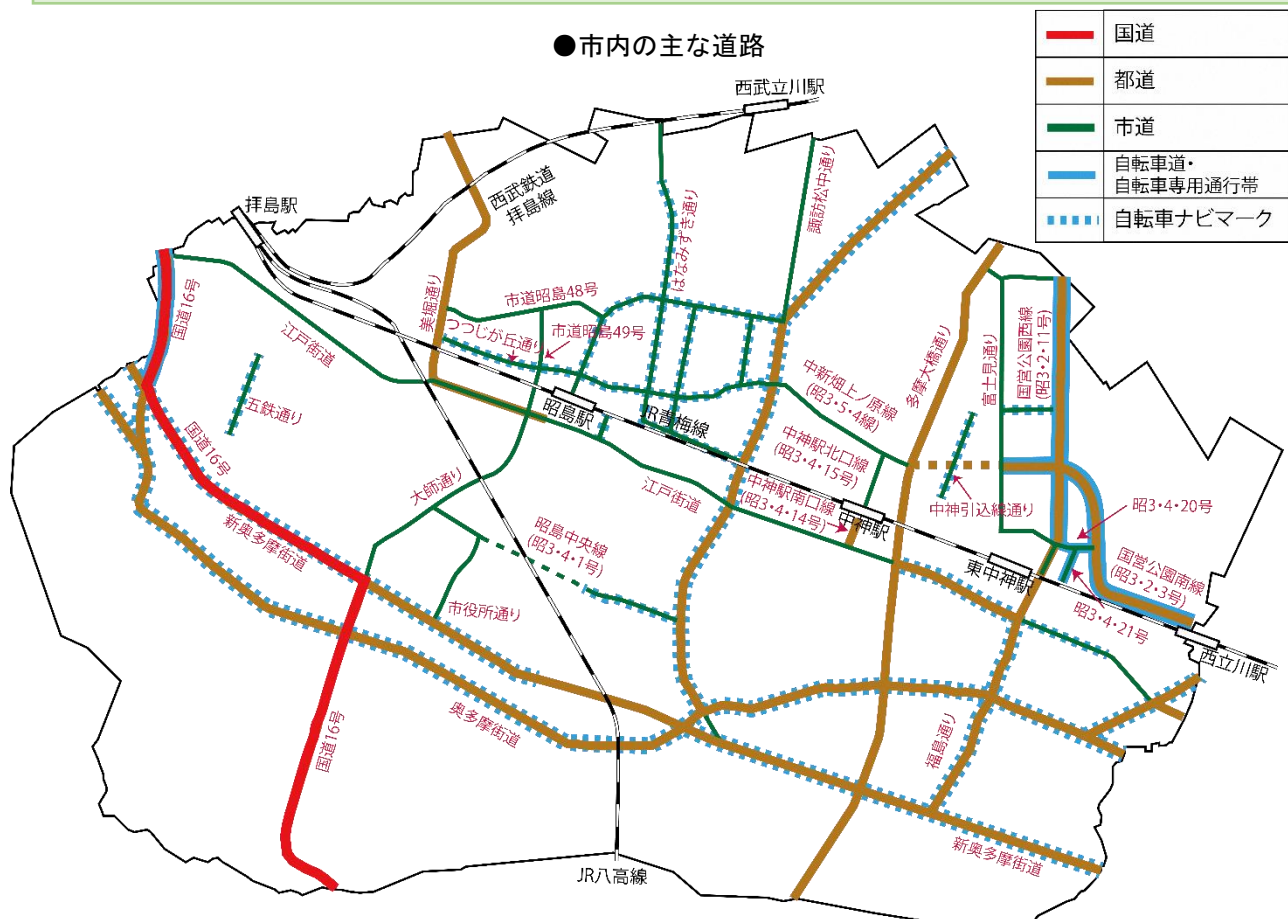 ●市内の主な道路
国道
都道
市道
自転車道・
自転車専用通行帯
自転車ナビマーク
西武立川駅
拝島駅
西武鉄道
拝島線
はなみずき通り
諏訪松中通り
国道16号
江戸街道
美堀通り
市道昭島48号
つつじが丘通り
市道昭島49号
五鉄通り
昭島駅
JR青梅線
中新畑上ノ原線
(昭3・5・4線)
多摩大橋通り
富士見通り
国営公園西線
(昭3・2・11号)
国道16号
新奥多摩街道
大師通り
江戸街道
中神駅北口線
(昭3・4・15号)
中神駅南口線
(昭3・4・14号)
中神駅
中神引込線通り
昭3・4・20号
昭島中央線
(昭3・4・1号)
市役所通り
東中神駅
国営公園南線
(昭3・2・3号)
昭3・4・21号
西立川駅
国道16号
奥多摩街道
福島通り
新奥多摩街道
JR八高線